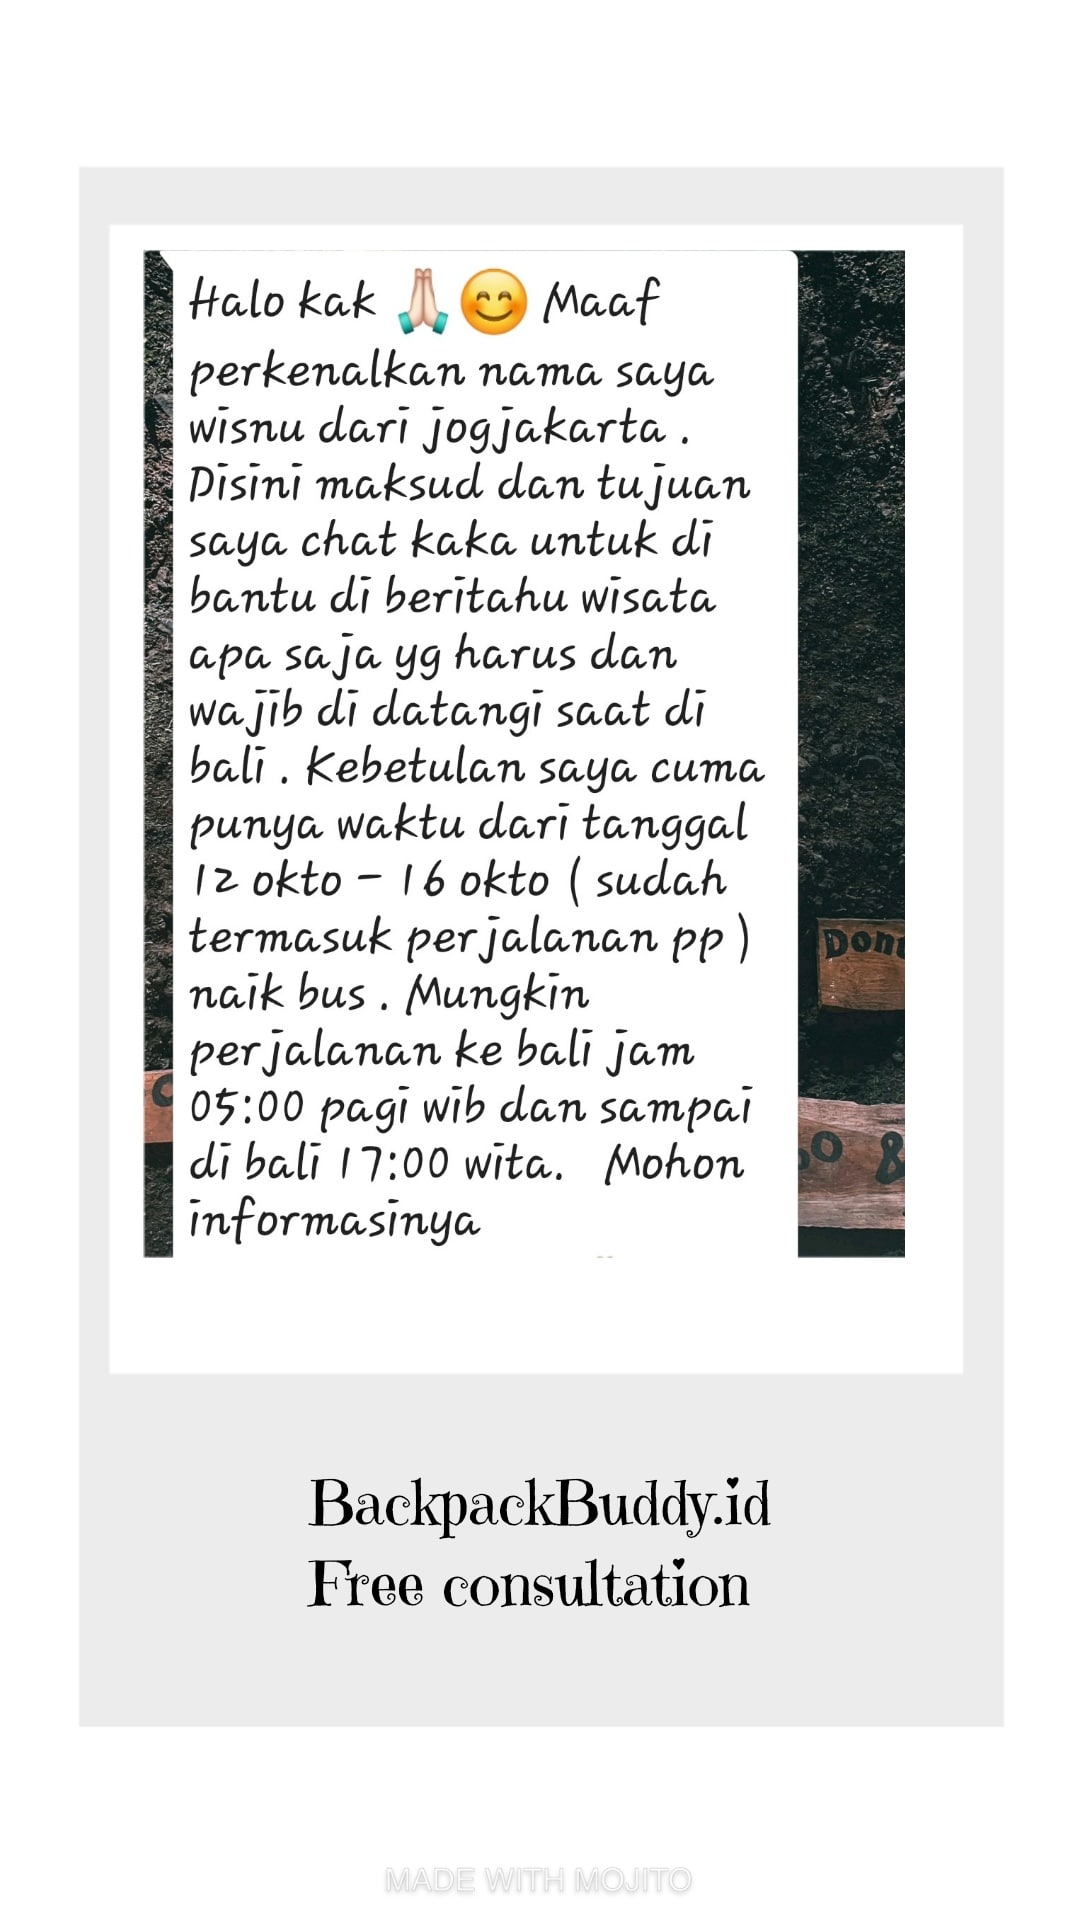 Halo kak 🙏🏻😊 Maaf
perkenalkan nama saya
wisnu dari jogjakarta .
Disini maksud dan tujuan
saya chat kaka untuk di
bantu di beritahu wisata
apa saja yg harus dan
wajib di datangi saat di
bali . Kebetulan saya cuma
punya waktu dari tanggal
12 okto - 16 okto ( sudah
termasuk perjalanan pp )
naik bus . Mungkin
perjalanan ke bali jam
05:00 pagi wib dan sampai
di bali 17:00 wita. Mohon
informasinya
BackpackBuddy.id
Free consultation
MADE WITH MOJITO